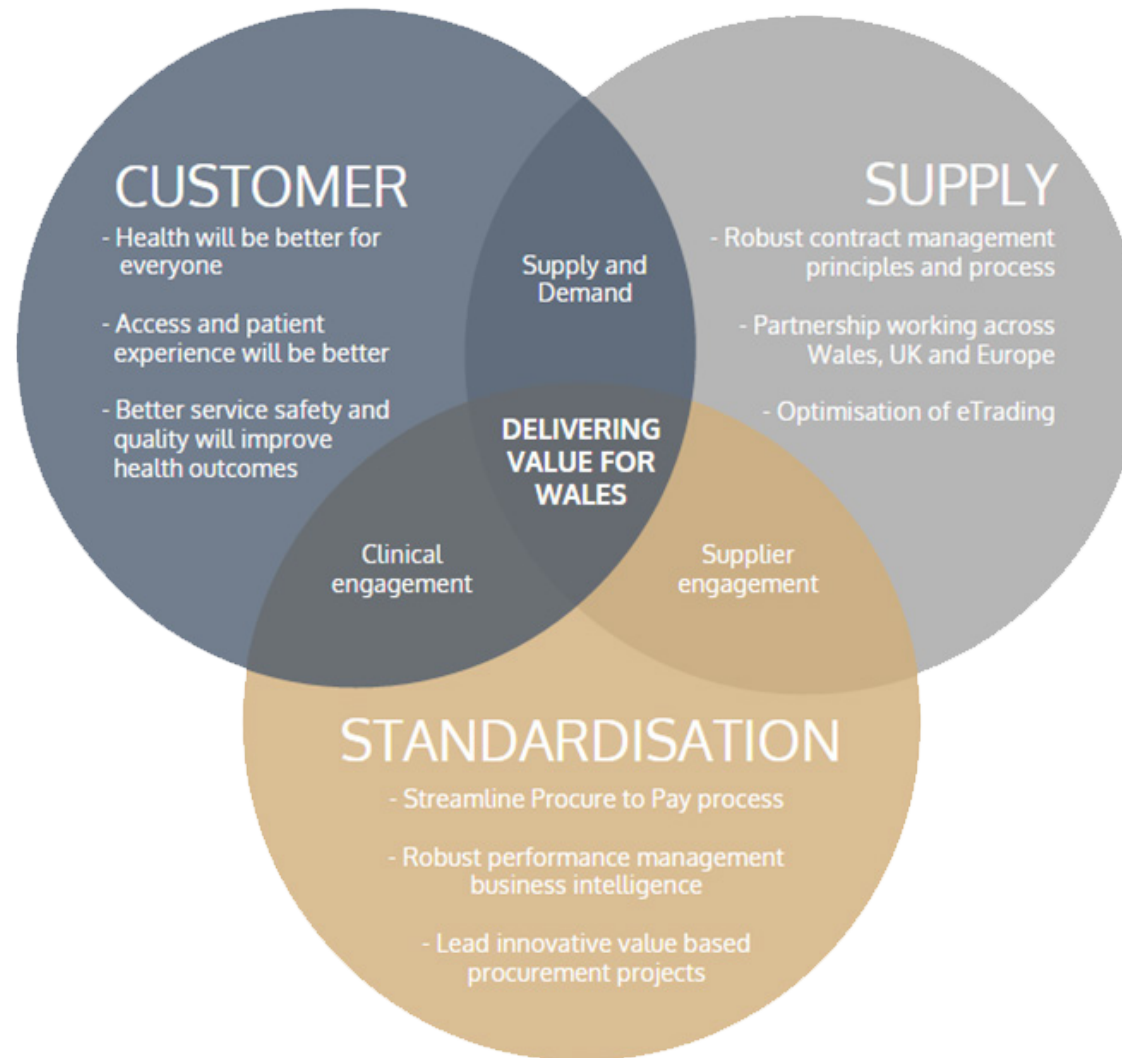 CUSTOMER
- Health will be better for
everyone
- Access and patient
experience will be better
- Better service safety and
quality will improve
health outcomes
Supply and
Demand
SUPPLY
- Robust contract management
principles and process
- Partnership working across
Wales, UK and Europe
- Optimisation of eTrading
DELIVERING
VALUE FOR
WALES
Clinical
engagement
Supplier
engagement
STANDARDISATION
- Streamline Procure to Pay process
- Robust performance management
business intelligence
- Lead innovative value based
procurement projects